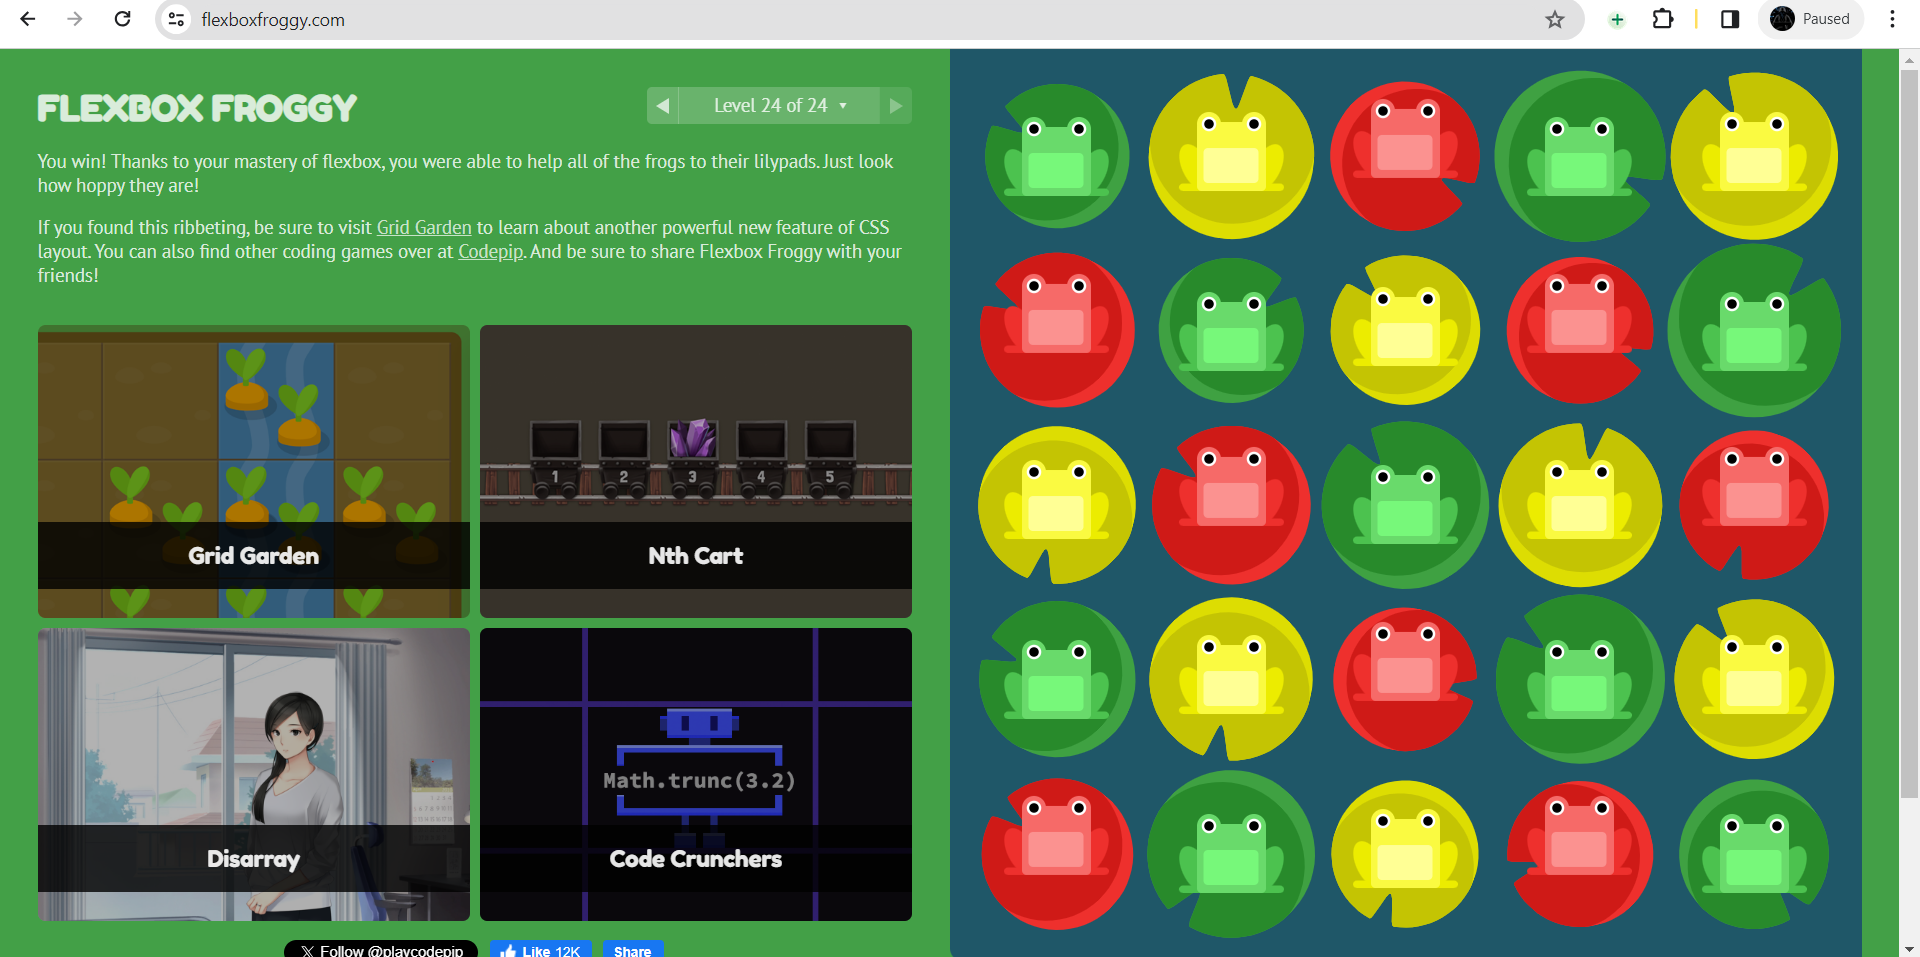 flexboxfroggy.com
Paused
FLEXBOX FROGGY
Level 24 of 24
You win! Thanks to your mastery of flexbox, you were able to help all of the frogs to their lilypads. Just look
how hoppy they are!
If you found this ribbeting, be sure to visit Grid Garden to learn about another powerful new feature of CSS
layout. You can also find other coding games over at Codepip. And be sure to share Flexbox Froggy with your
friends!
1 2 3 4 5
Grid Garden
Nth Cart
Math.trunc(3.2)
Disarray
Code Crunchers
X Follow @playcodepip
Like 12K
Share